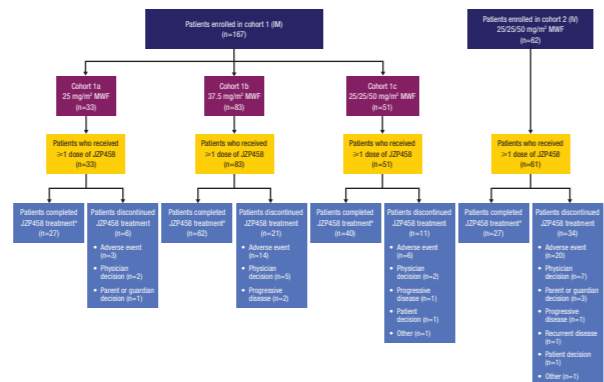 Patients enrolled in cohort 1 (IM)
(n=167)
Patients enrolled in cohort 2 (IV)
25/25/50 mg/m² MWF
(n=62)
Cohort 1a
25 mg/m² MWF
(n=33)
Cohort 1b
37.5 mg/m² MWF
(n=83)
Cohort 1c
25/25/50 mg/m² MWF
(n=51)
Patients who received
≥1 dose of JZP458
(n=33)
Patients who received
≥1 dose of JZP458
(n=83)
Patients who received
≥1 dose of JZP458
(n=51)
Patients who received
≥1 dose of JZP458
(n=61)
Patients completed
JZP458 treatmentᵃ
(n=27)
Patients discontinued
JZP458 treatment
(n=6)
• Adverse event
(n=3)
• Physician
decision (n=2)
• Parent or guardian
decision (n=1)
Patients completed
JZP458 treatmentᵃ
(n=62)
Patients discontinued
JZP458 treatment
(n=21)
• Adverse event
(n=14)
• Physician
decision (n=5)
• Progressive
disease (n=2)
Patients completed
JZP458 treatmentᵃ
(n=40)
Patients discontinued
JZP458 treatment
(n=11)
• Adverse event
(n=6)
• Physician
decision (n=2)
• Progressive
disease (n=1)
• Patient
decision (n=1)
• Other (n=1)
Patients completed
JZP458 treatmentᵃ
(n=27)
Patients discontinued
JZP458 treatment
(n=34)
• Adverse event
(n=20)
• Physician
decision (n=7)
• Parent or guardian
decision (n=3)
• Progressive
disease (n=1)
• Recurrent disease
(n=1)
• Patient decision
(n=1)
• Other (n=1)